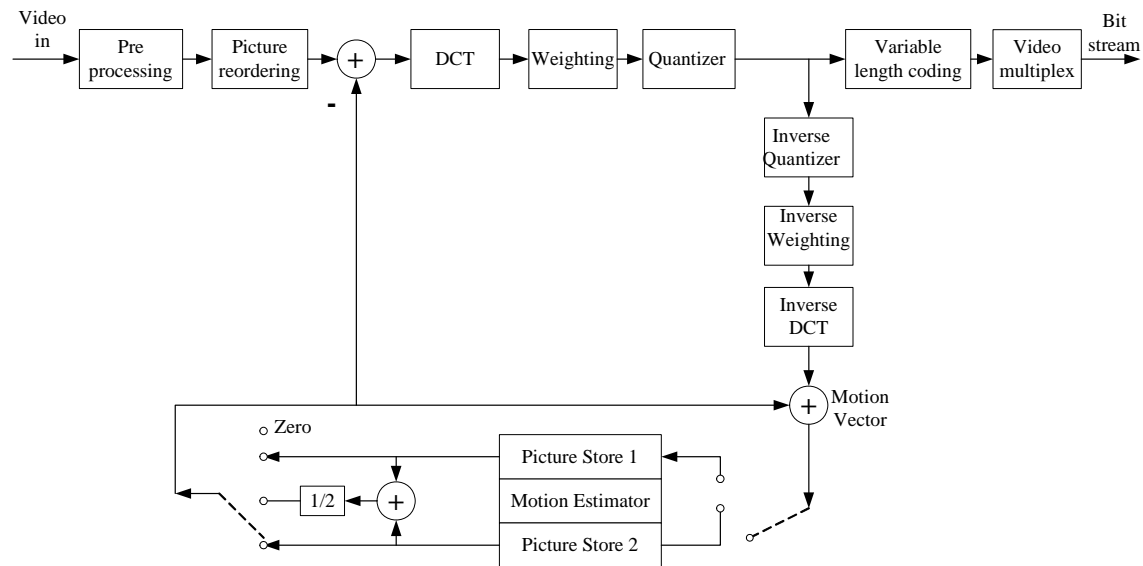 Video
in
Pre
processing
Picture
reordering
+
-
DCT
Weighting
Quantizer
Variable
length coding
Video
multiplex
Bit
stream
Inverse
Quantizer
Inverse
Weighting
Inverse
DCT
+
Motion
Vector
Zero
Picture Store 1
1/2
+
Motion Estimator
Picture Store 2